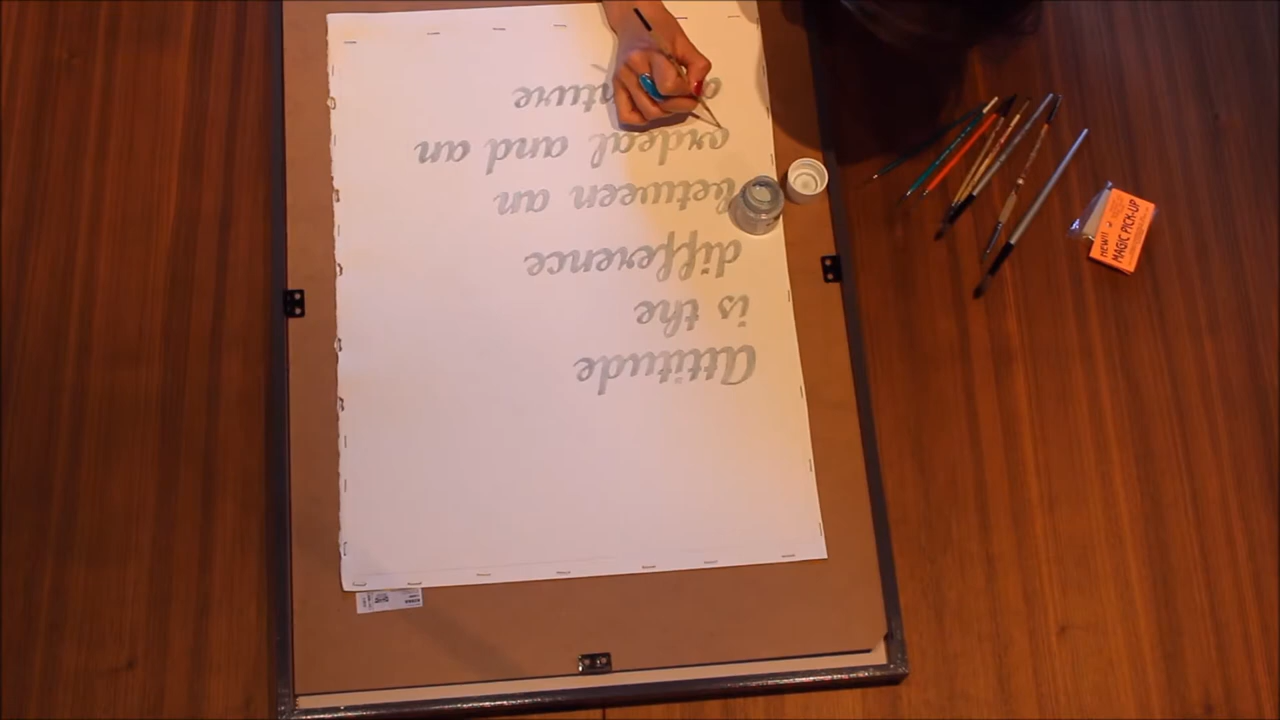 Attitude
is the
difference
between an
ordeal and an
NEW!!
MAGIC PICK-UP